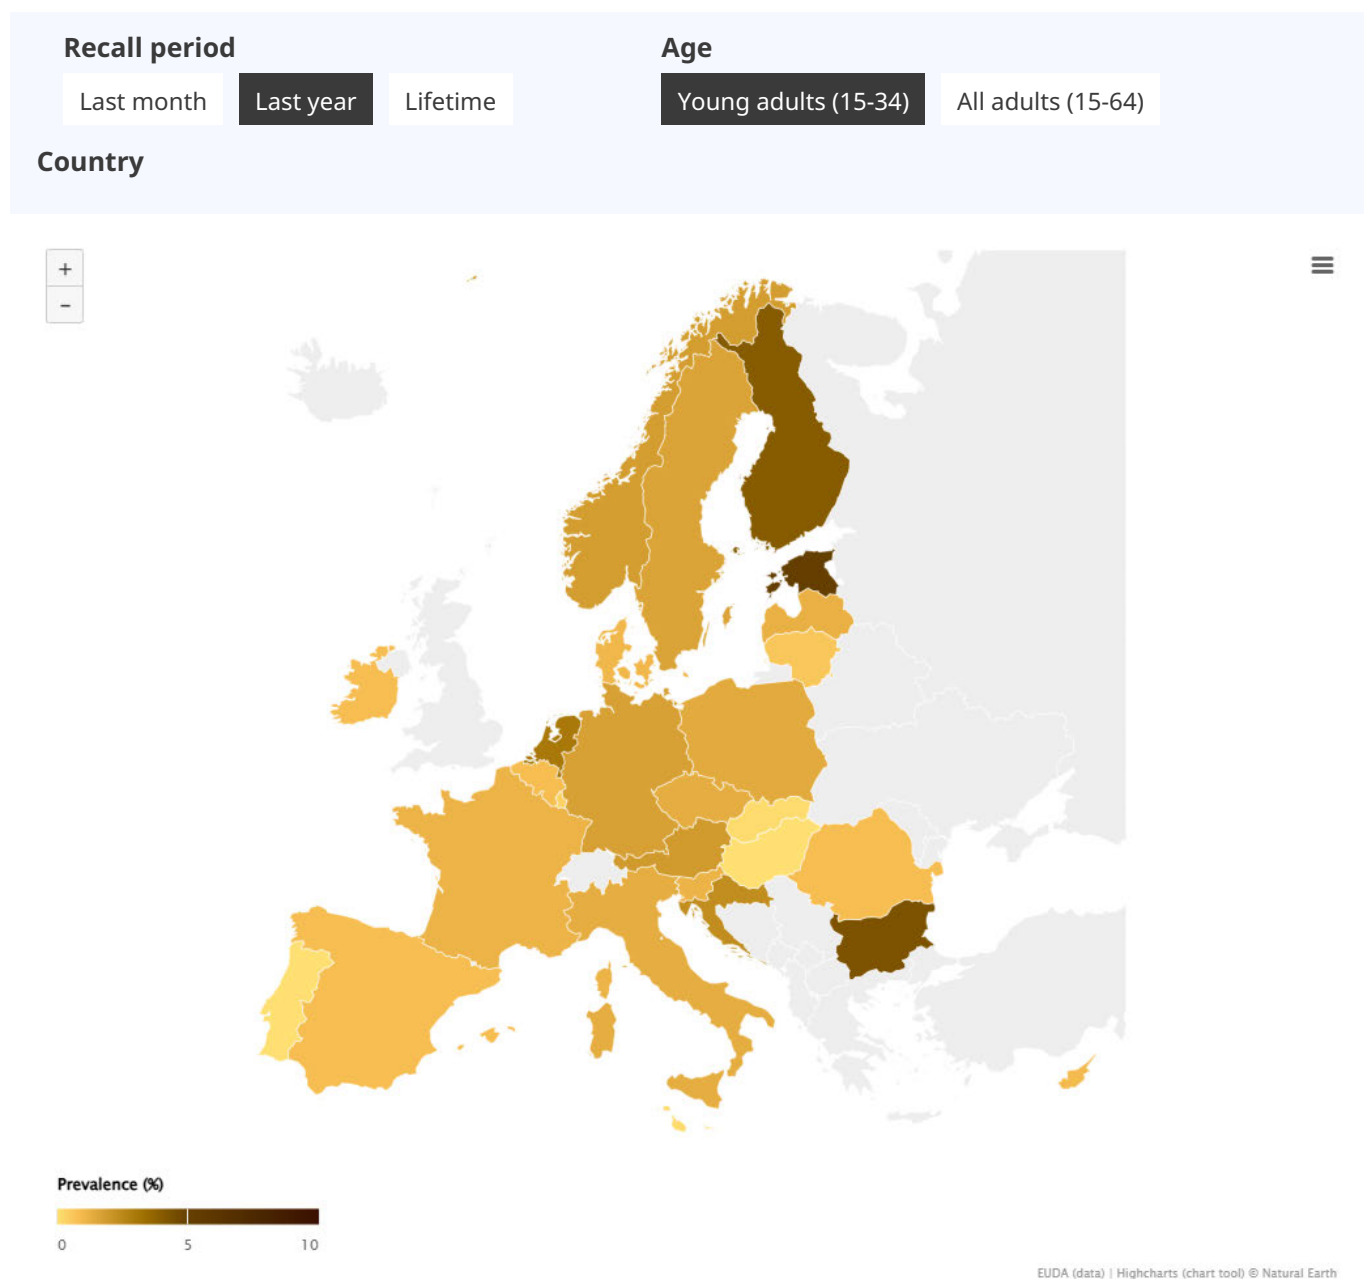 Recall period
Age
Last month
Last year
Lifetime
Young adults (15-34)
All adults (15-64)
Country
+
−
Prevalence (%)
0 5 10
EUDA (data) | Highcharts (chart tool) © Natural Earth